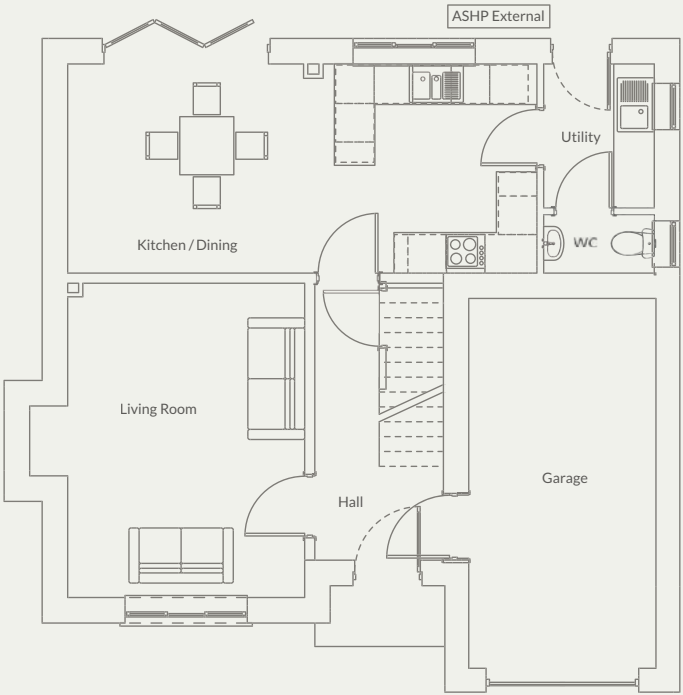 ASHP External
Utility
Kitchen / Dining
WC
Living Room
Garage
Hall